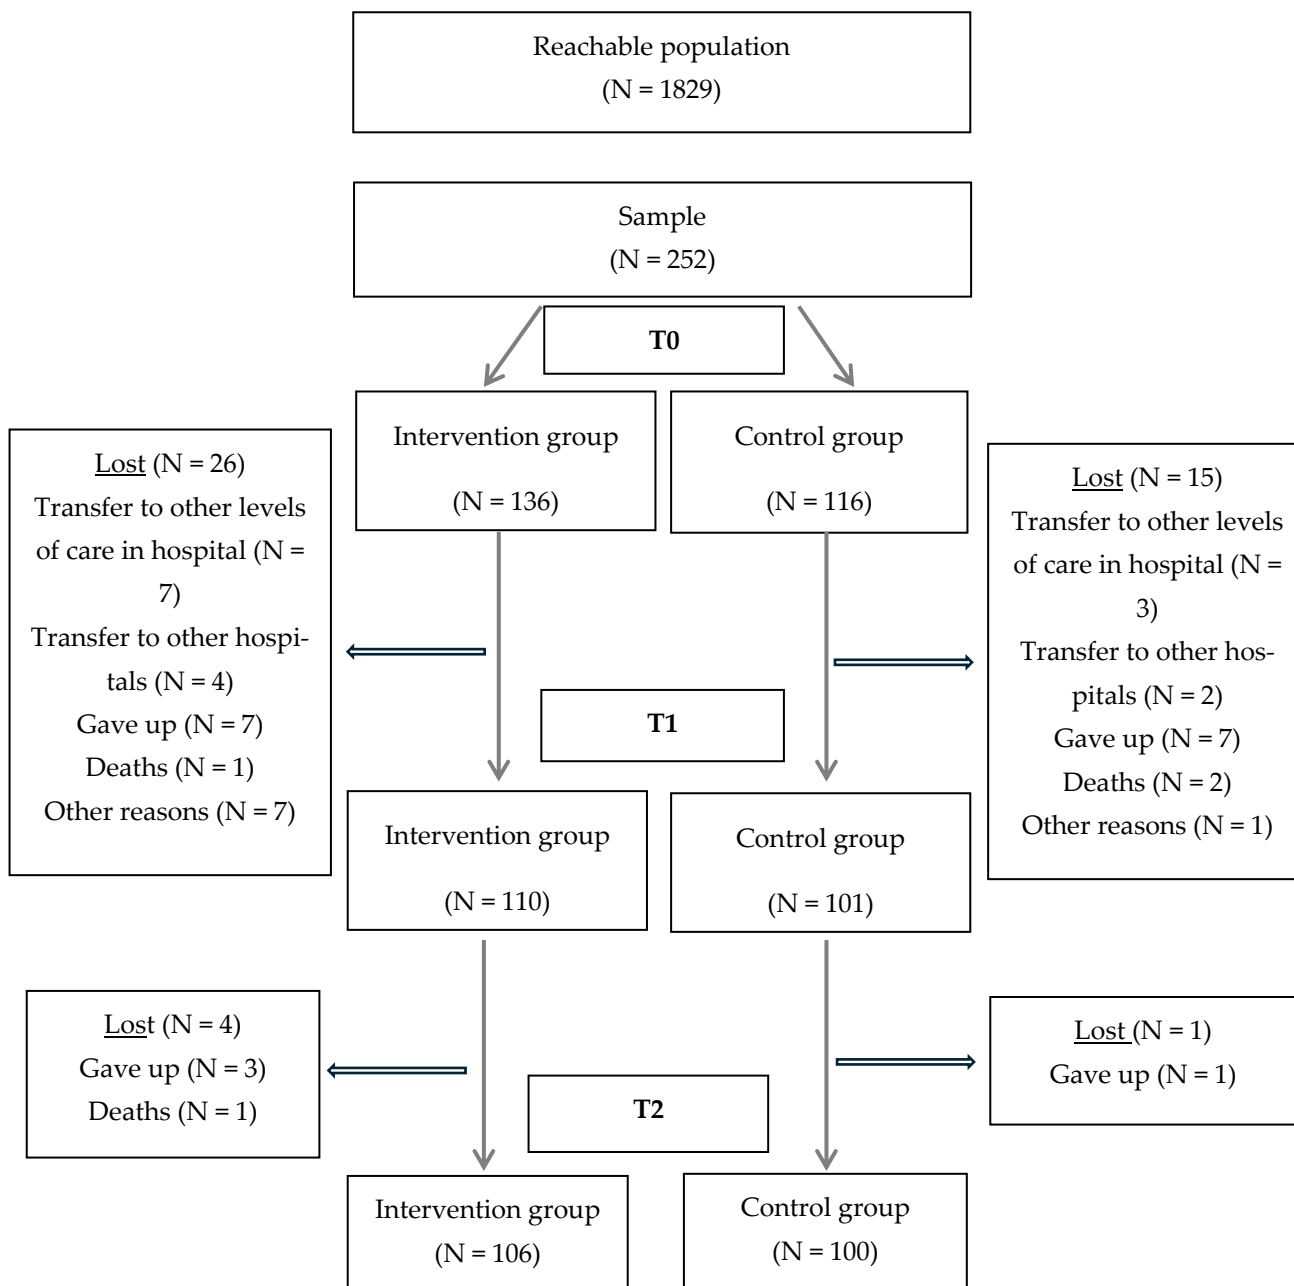 Reachable population
(N = 1829)
Sample
(N = 252)
T0
Intervention group
(N = 136)
Control group
(N = 116)
Lost (N = 26)
Transfer to other levels
of care in hospital (N =
7)
Transfer to other hospi-
tals (N = 4)
Gave up (N = 7)
Deaths (N = 1)
Other reasons (N = 7)
Lost (N = 15)
Transfer to other levels
of care in hospital (N =
3)
Transfer to other hos-
pitals (N = 2)
Gave up (N = 7)
Deaths (N = 2)
Other reasons (N = 1)
T1
Intervention group
(N = 110)
Control group
(N = 101)
Lost (N = 4)
Gave up (N = 3)
Deaths (N = 1)
Lost (N = 1)
Gave up (N = 1)
T2
Intervention group
(N = 106)
Control group
(N = 100)